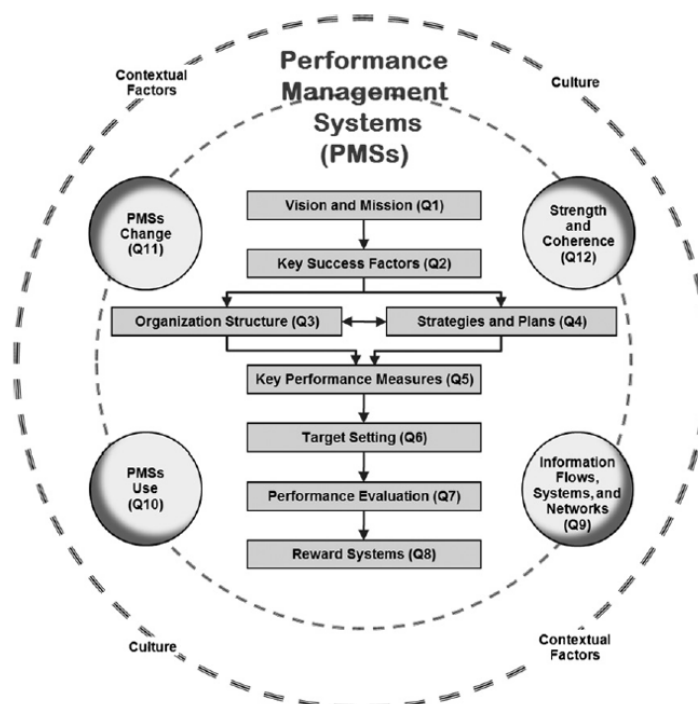 Performance
Management
Systems
(PMSs)
Contextual
Factors
Culture
PMSs
Change
(Q11)
Vision and Mission (Q1)
Strength
and
Coherence
(Q12)
Key Success Factors (Q2)
Organization Structure (Q3)
Strategies and Plans (Q4)
Key Performance Measures (Q5)
Target Setting (Q6)
PMSs
Use
(Q10)
Performance Evaluation (Q7)
Information
Flows,
Systems, and
Networks
(Q9)
Reward Systems (Q8)
Culture
Contextual
Factors